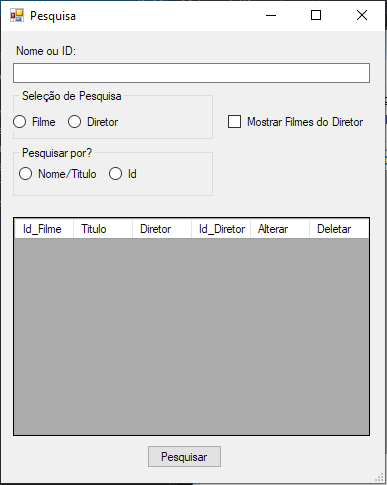 Pesquisa
Nome ou ID:
Seleção de Pesquisa
Filme Diretor Mostrar Filmes do Diretor
Pesquisar por?
Nome/Titulo Id
Id_Filme Titulo Diretor Id_Diretor Alterar Deletar
Pesquisar